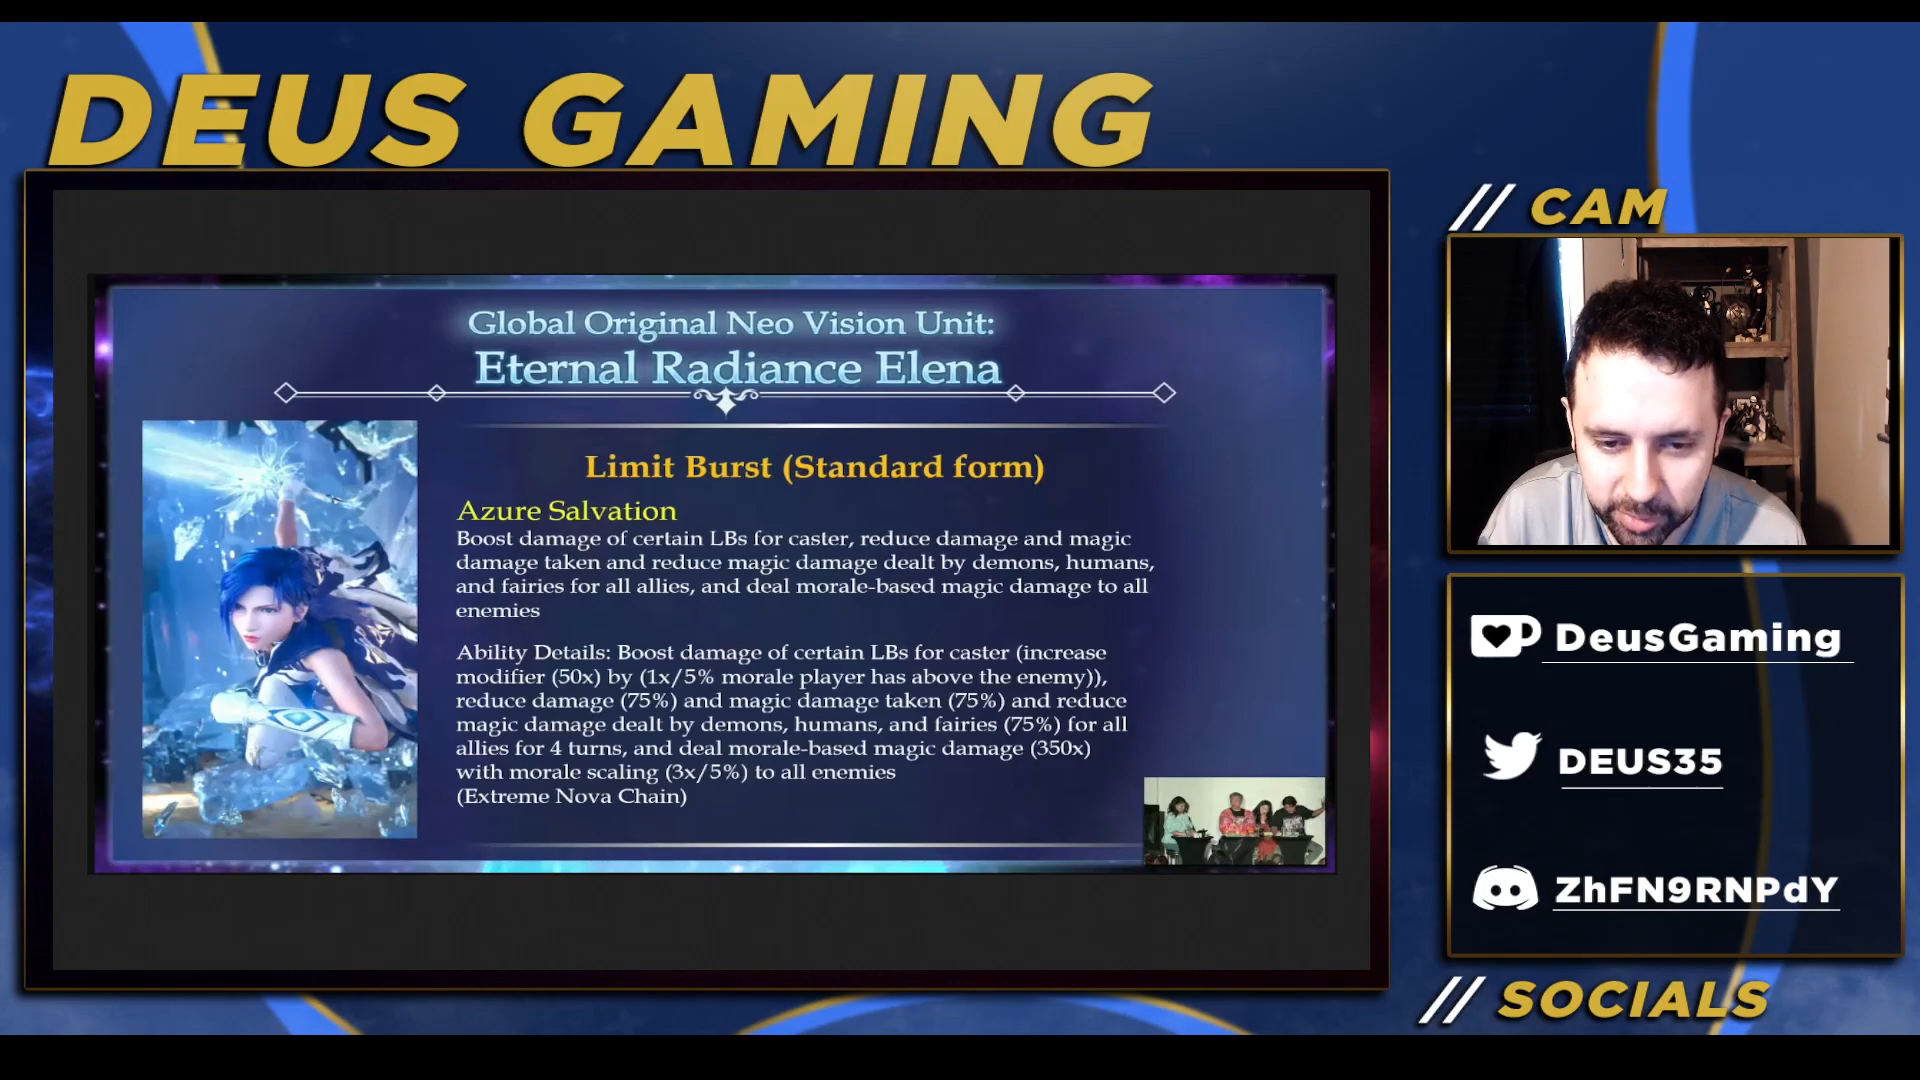 DEUS GAMING
// CAM
Global Original Neo Vision Unit:
Eternal Radiance Elena
Limit Burst (Standard form)
Azure Salvation
Boost damage of certain LBs for caster, reduce damage and magic
damage taken and reduce magic damage dealt by demons, humans,
and fairies for all allies, and deal morale-based magic damage to all
enemies
Ability Details: Boost damage of certain LBs for caster (increase
modifier (50x) by (1x/5% morale player has above the enemy)),
reduce damage (75%) and magic damage taken (75%) and reduce
magic damage dealt by demons, humans, and fairies (75%) for all
allies for 4 turns, and deal morale-based magic damage (350x)
with morale scaling (3x/5%) to all enemies
(Extreme Nova Chain)
DeusGaming
DEUS35
ZhFN9RNPdY
// SOCIALS